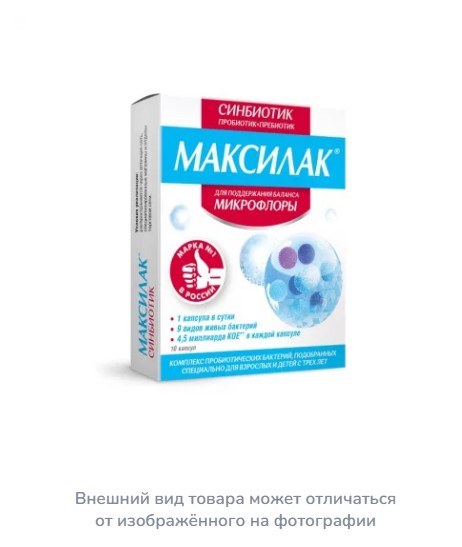 СИНБИОТИК
ПРОБИОТИК+ПРЕБИОТИК
МАКСИЛАК®
ДЛЯ ПОДДЕРЖАНИЯ БАЛАНСА
МИКРОФЛОРЫ
МАРКА №1
В РОССИИ
• 1 капсула в сутки
• 9 видов живых бактерий
• 4,5 миллиарда КОЕ** в каждой капсуле
10 капсул
КОМПЛЕКС ПРОБИОТИЧЕСКИХ БАКТЕРИЙ, ПОДОБРАННЫХ
СПЕЦИАЛЬНО ДЛЯ ВЗРОСЛЫХ И ДЕТЕЙ С ТРЕХ ЛЕТ
МАКСИЛАК
СИНБИОТИК
Внешний вид товара может отличаться
от изображённого на фотографии